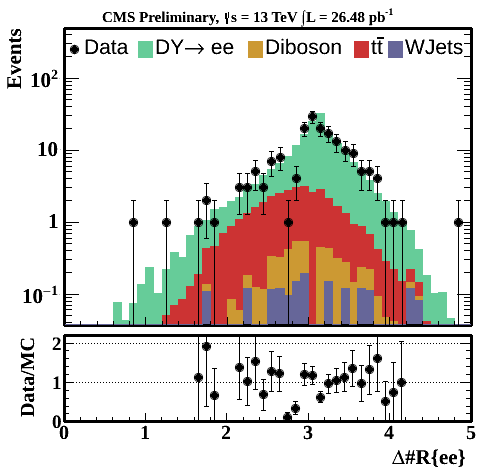 CMS Preliminary, √s = 13 TeV ∫L = 26.48 pb⁻¹
Events
Data DY→ ee Diboson tt̄ WJets
10²
10
1
10⁻¹
Data/MC
2
1
0
0 1 2 3 4 5
Δ#R{ee}